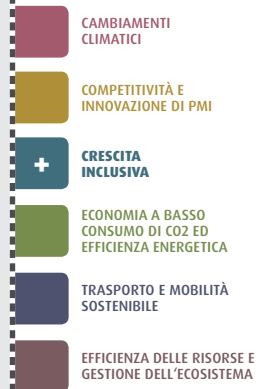 CAMBIAMENTI
CLIMATICI
COMPETITIVITÀ E
INNOVAZIONE DI PMI
+ CRESCITA
INCLUSIVA
ECONOMIA A BASSO
CONSUMO DI CO2 ED
EFFICIENZA ENERGETICA
TRASPORTO E MOBILITÀ
SOSTENIBILE
EFFICIENZA DELLE RISORSE E
GESTIONE DELL'ECOSISTEMA